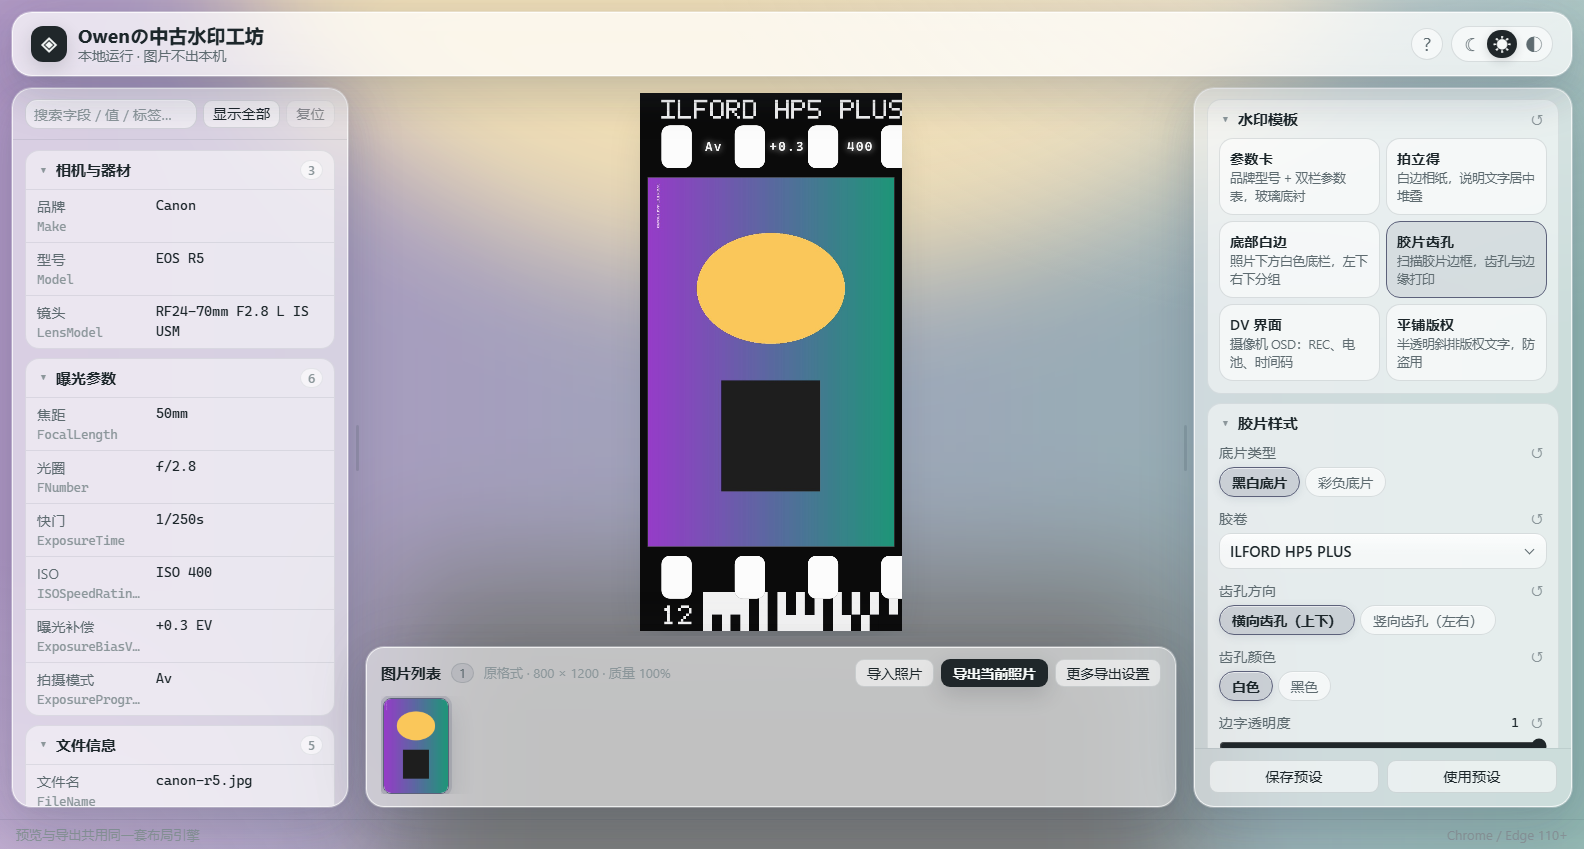 Owenの中古水印工坊
本地运行 · 图片不出本机
?
搜索字段 / 值 / 标签...
显示全部
复位
相机与器材
3
品牌
Canon
Make
型号
EOS R5
Model
镜头
RF24-70mm F2.8 L IS
USM
LensModel
曝光参数
6
焦距
50mm
FocalLength
光圈
f/2.8
FNumber
快门
1/250s
ExposureTime
ISO
ISO 400
ISOSpeedRatin…
曝光补偿
+0.3 EV
ExposureBiasV…
拍摄模式
Av
ExposureProgr…
文件信息
5
文件名
canon-r5.jpg
FileName
ILFORD HP5 PLUS
Av
+0.3
400
12
图片列表
1
原格式 · 800 × 1200 · 质量 100%
导入照片
导出当前照片
更多导出设置
水印模板
参数卡
品牌型号 + 双栏参数
表，玻璃底衬
拍立得
白边相纸，说明文字居中
堆叠
底部白边
照片下方白色底栏，左下
右下分组
胶片齿孔
扫描胶片边框，齿孔与边
缘打印
DV 界面
摄像机 OSD：REC、电
池、时间码
平铺版权
半透明斜排版权文字，防
盗用
胶片样式
底片类型
黑白底片
彩负底片
胶卷
ILFORD HP5 PLUS
齿孔方向
横向齿孔（上下）
竖向齿孔（左右）
齿孔颜色
白色
黑色
边字透明度
1
保存预设
使用预设
预览与导出共用同一套布局引擎
Chrome / Edge 110+